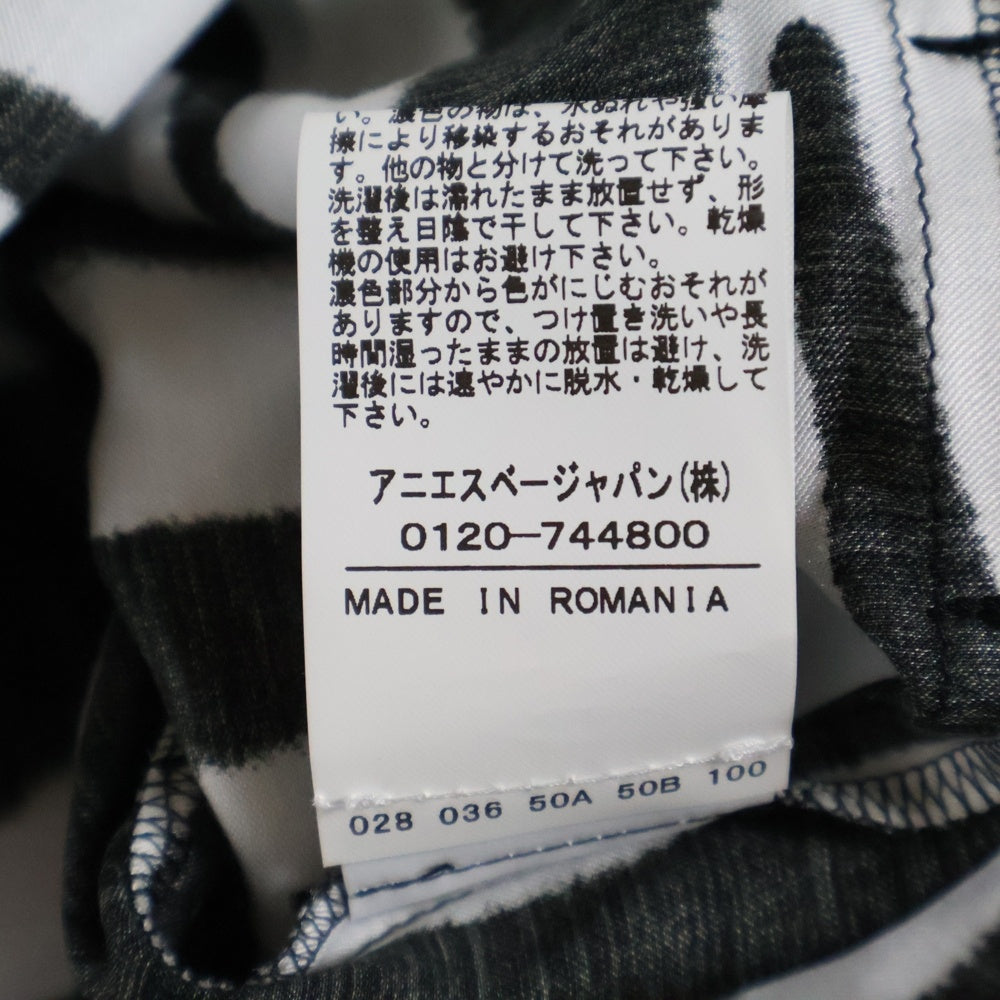 い。濃色の物は、水ぬれや強い摩
擦により移染するおそれがありま
す。他の物と分けて洗って下さい。
洗濯後は濡れたまま放置せず、形
を整え日陰で干して下さい。乾燥
機の使用はお避け下さい。
濃色部分から色がにじむおそれが
ありますので、つけ置き洗いや長
時間湿ったままの放置は避け、洗
濯後には速やかに脱水・乾燥して
下さい。
アニエスベージャパン(株)
0120-744800
MADE IN ROMANIA
028 036 50A 50B 100